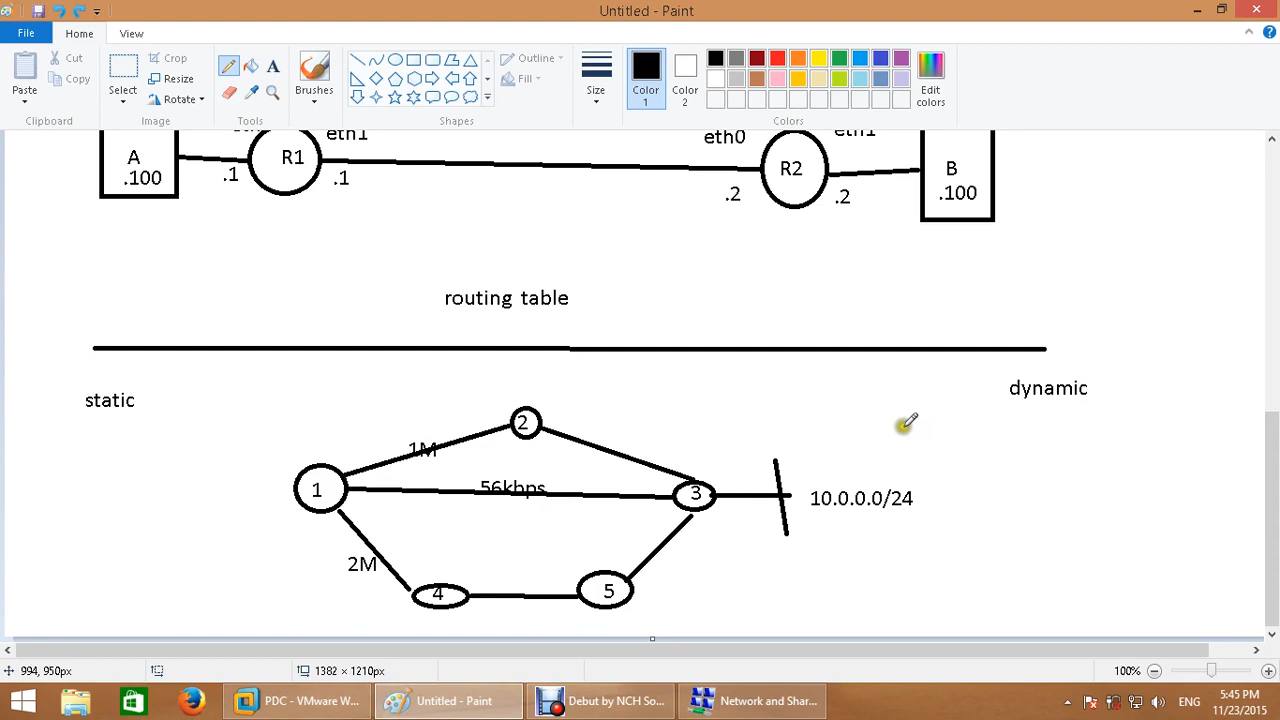 Untitled - Paint
File Home View
Paste Cut Copy Clipboard
Select Crop Resize Rotate Image
Tools
Brushes
Outline Fill Shapes
Size
Color 1 Color 2 Edit colors Colors
eth1 eth0 eth1
A .100 .1 R1 .1 .2 R2 .2 B .100
routing table
static dynamic
2
1M
1 56kbps 3 10.0.0.0/24
2M
4 5
994, 950px 1382 × 1210px 100%
PDC - VMware W... Untitled - Paint Debut by NCH So... Network and Shar... ENG 5:45 PM
11/23/2015